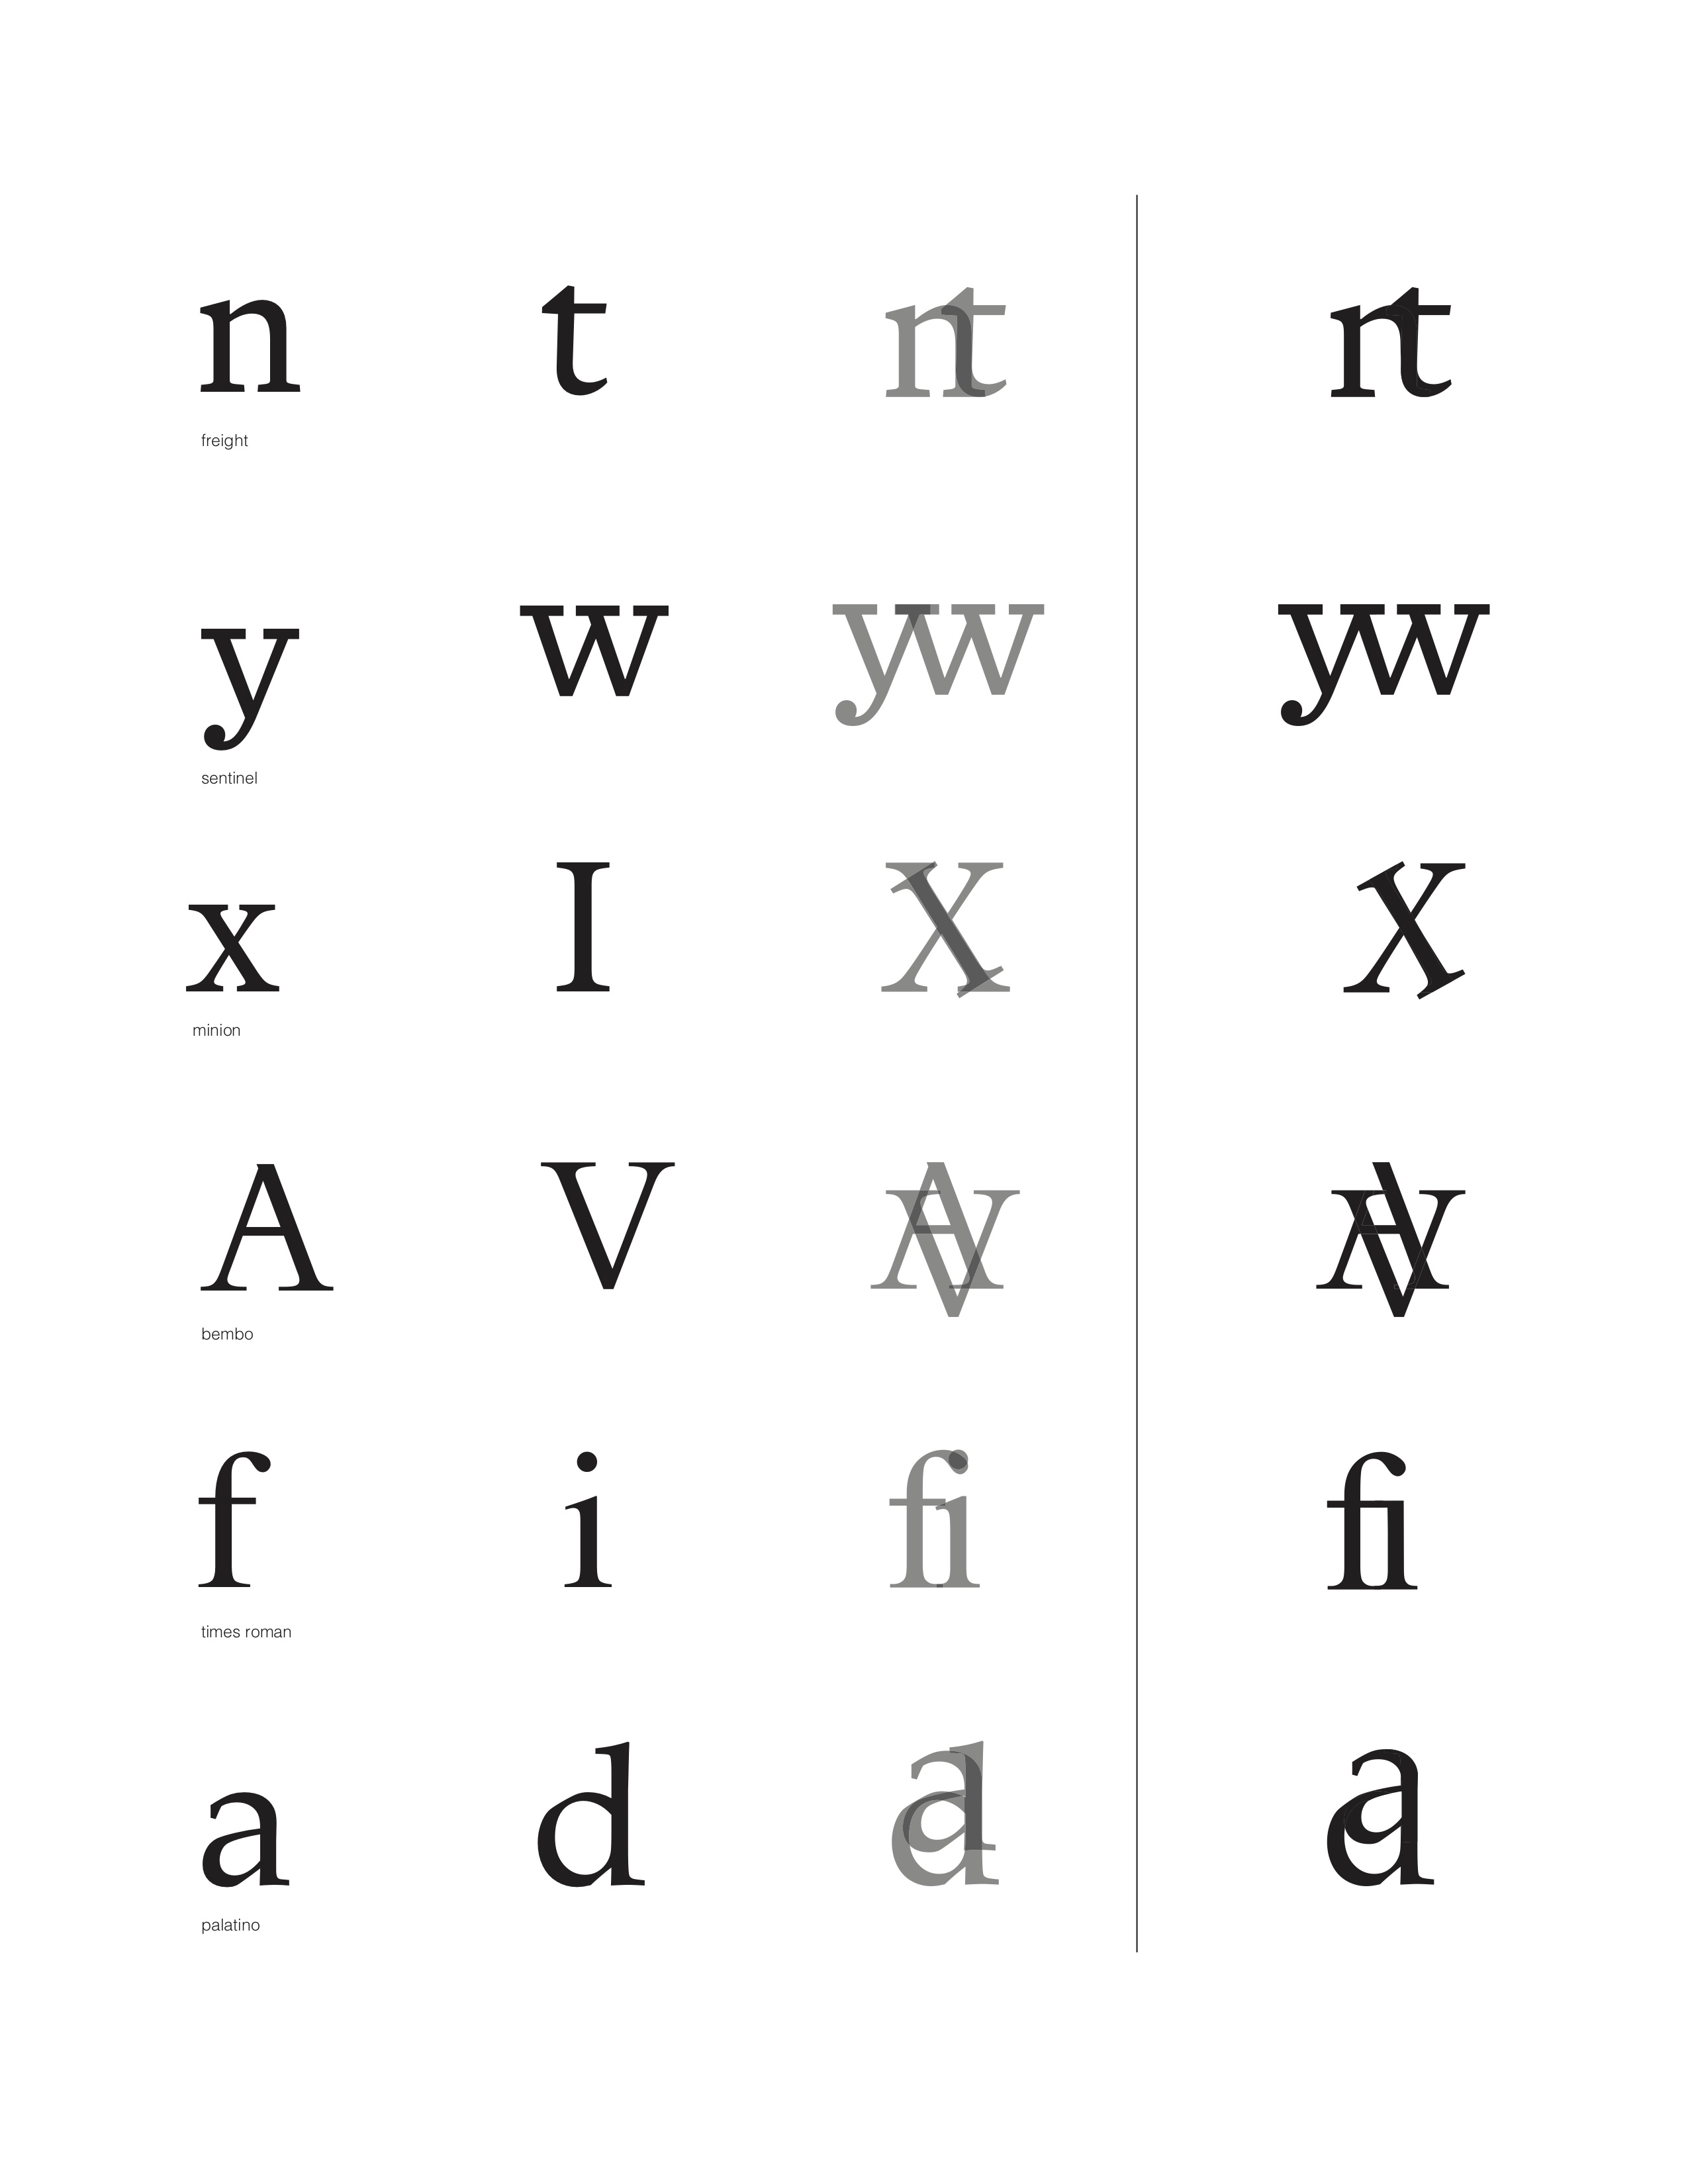 n t nt nt
freight
y w yw yw
sentinel
x I X X
minion
A V AV AV
bembo
f i fi fi
times roman
a d ad ad
palatino